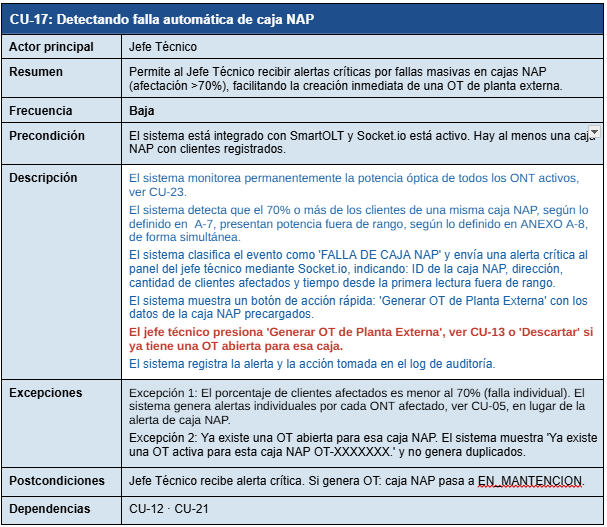 CU-17: Detectando falla automática de caja NAP
Actor principal
Jefe Técnico
Resumen
Permite al Jefe Técnico recibir alertas críticas por fallas masivas en cajas NAP
(afectación >70%), facilitando la creación inmediata de una OT de planta externa.
Frecuencia
Baja
Precondición
El sistema está integrado con SmartOLT y Socket.io está activo. Hay al menos una caja
NAP con clientes registrados.
Descripción
El sistema monitorea permanentemente la potencia óptica de todos los ONT activos,
ver CU-23.
El sistema detecta que el 70% o más de los clientes de una misma caja NAP, según lo
definido en A-7, presentan potencia fuera de rango, según lo definido en ANEXO A-8,
de forma simultánea.
El sistema clasifica el evento como 'FALLA DE CAJA NAP' y envía una alerta crítica al
panel del jefe técnico mediante Socket.io, indicando: ID de la caja NAP, dirección,
cantidad de clientes afectados y tiempo desde la primera lectura fuera de rango.
El sistema muestra un botón de acción rápida: 'Generar OT de Planta Externa' con los
datos de la caja NAP precargados.
El jefe técnico presiona 'Generar OT de Planta Externa', ver CU-13 o 'Descartar' si
ya tiene una OT abierta para esa caja.
El sistema registra la alerta y la acción tomada en el log de auditoría.
Excepciones
Excepción 1: El porcentaje de clientes afectados es menor al 70% (falla individual). El
sistema genera alertas individuales por cada ONT afectado, ver CU-05, en lugar de la
alerta de caja NAP.
Excepción 2: Ya existe una OT abierta para esa caja NAP. El sistema muestra 'Ya existe
una OT activa para esta caja NAP OT-XXXXXXX.' y no genera duplicados.
Postcondiciones
Jefe Técnico recibe alerta crítica. Si genera OT: caja NAP pasa a EN_MANTENCION.
Dependencias
CU-12 · CU-21